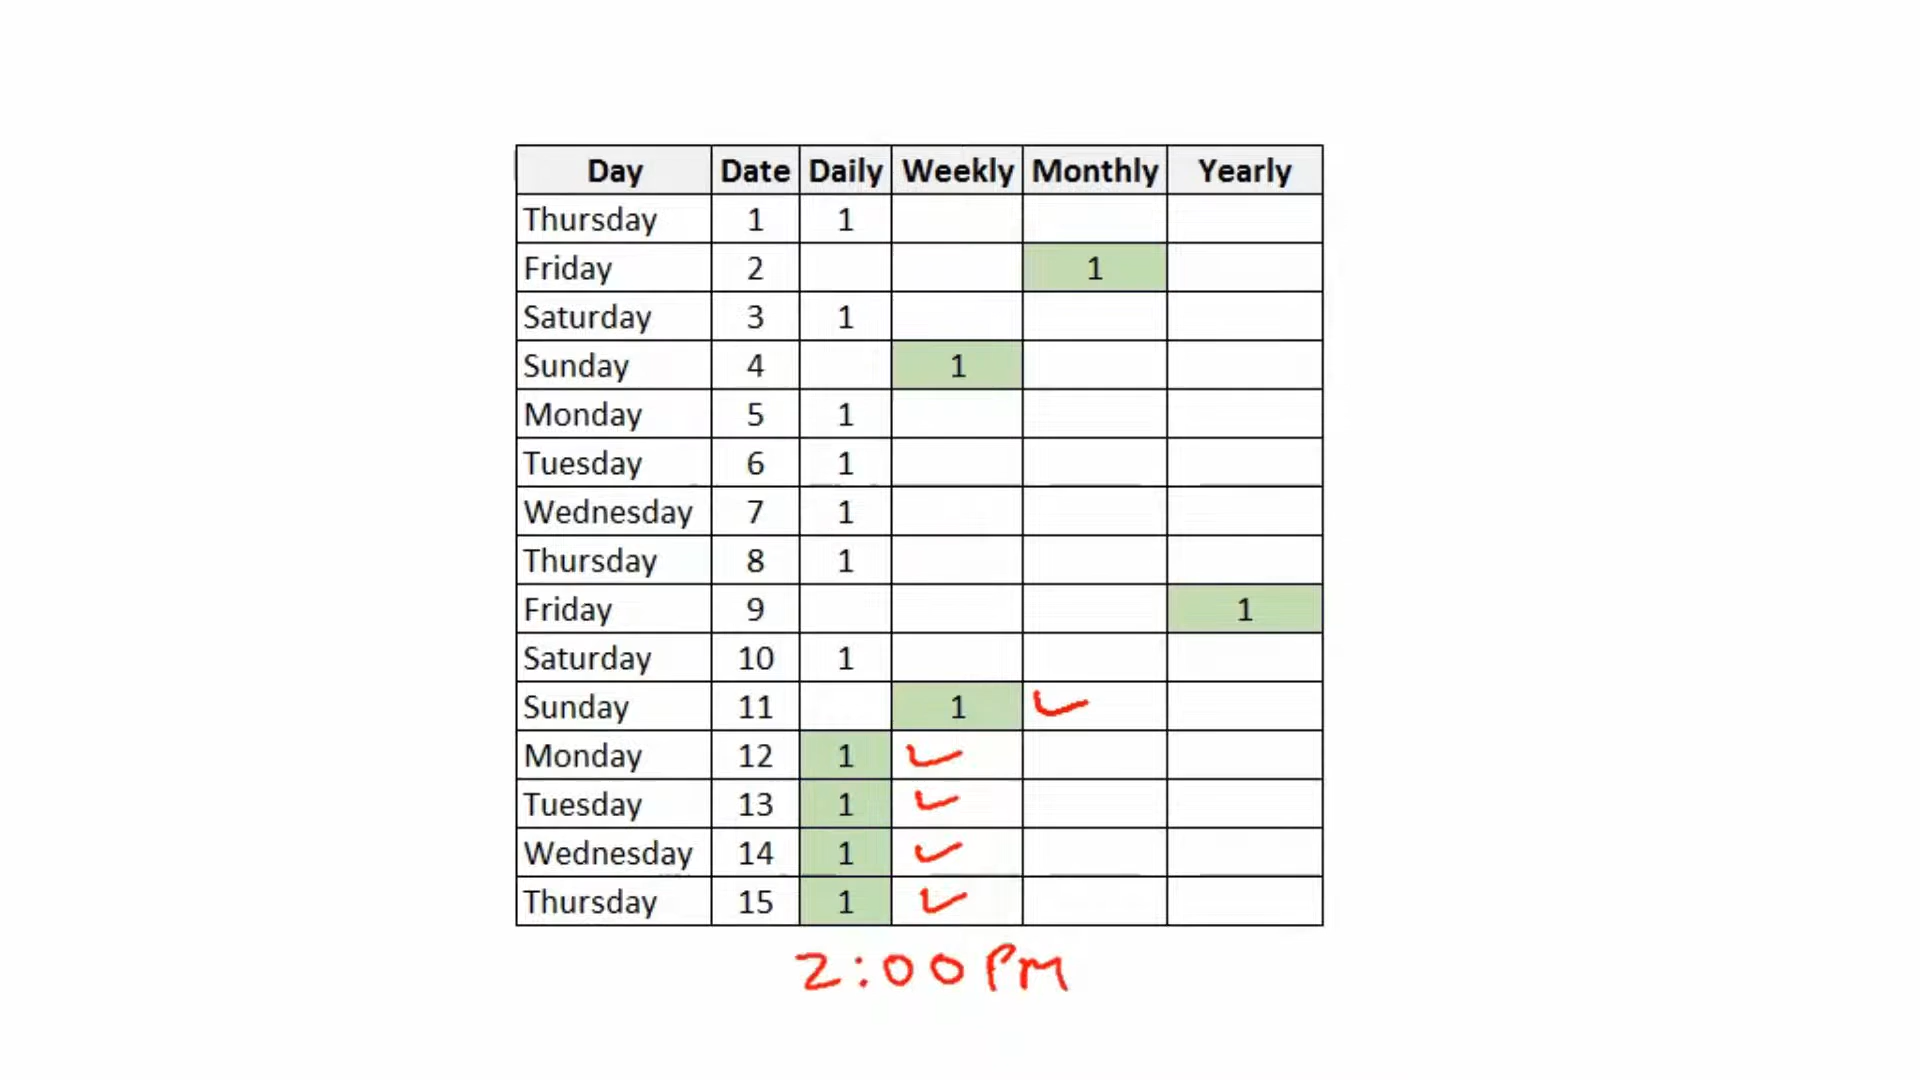 Day Date Daily Weekly Monthly Yearly
Thursday 1 1
Friday 2 1
Saturday 3 1
Sunday 4 1
Monday 5 1
Tuesday 6 1
Wednesday 7 1
Thursday 8 1
Friday 9 1
Saturday 10 1
Sunday 11 1
Monday 12 1
Tuesday 13 1
Wednesday 14 1
Thursday 15 1
2:00PM